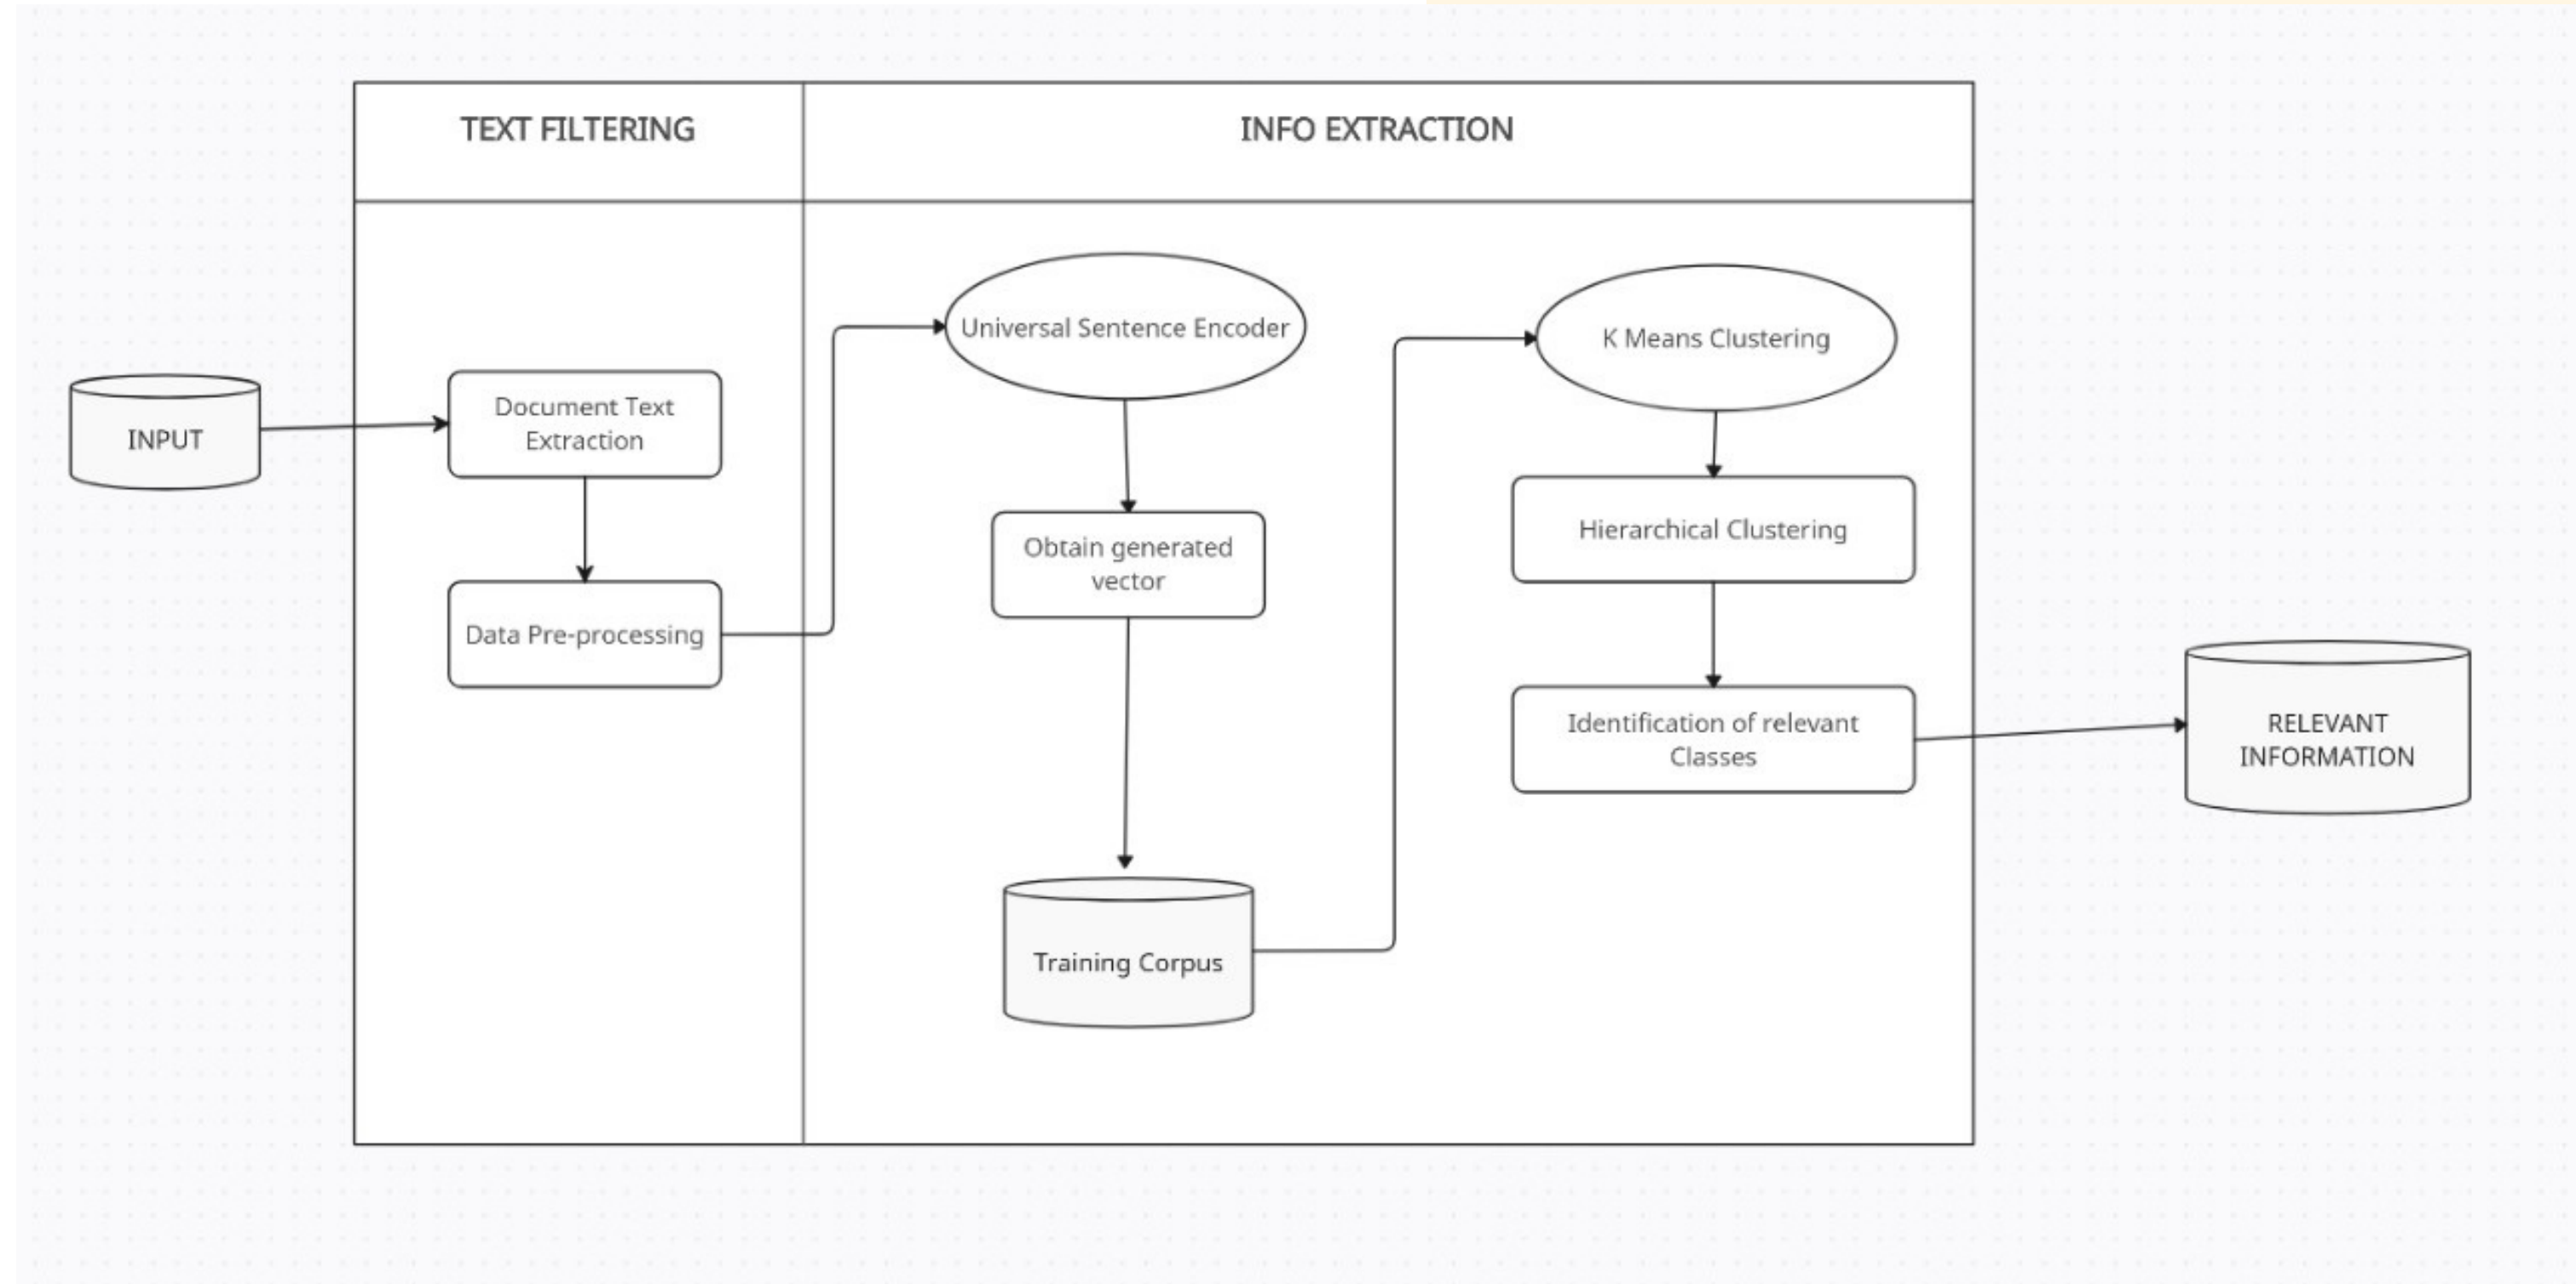 TEXT FILTERING
INFO EXTRACTION
INPUT
Document Text
Extraction
Data Pre-processing
Universal Sentence Encoder
Obtain generated
vector
Training Corpus
K Means Clustering
Hierarchical Clustering
Identification of relevant
Classes
RELEVANT
INFORMATION